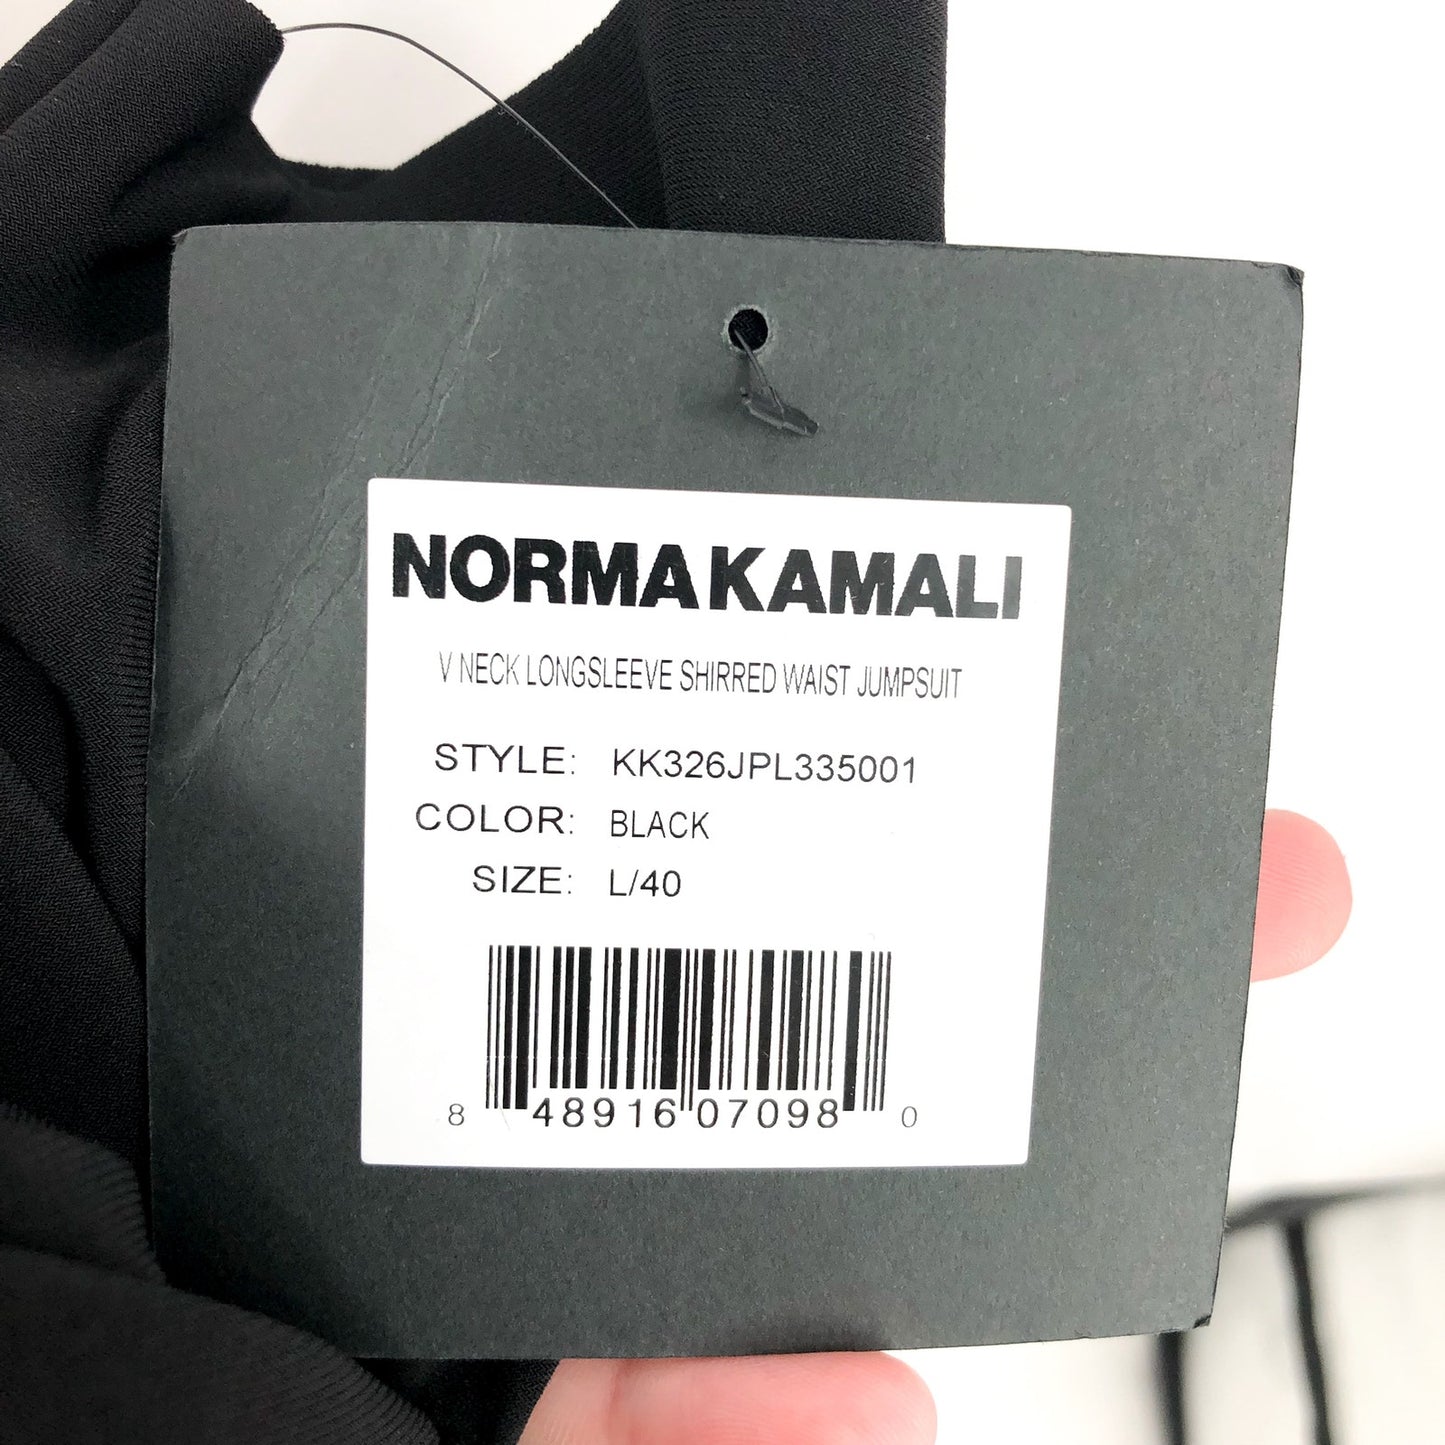 NORMA KAMALI
V NECK LONGSLEEVE SHIRRED WAIST JUMPSUIT
STYLE: KK326JPL335001
COLOR: BLACK
SIZE: L/40
8 48916 07098 0